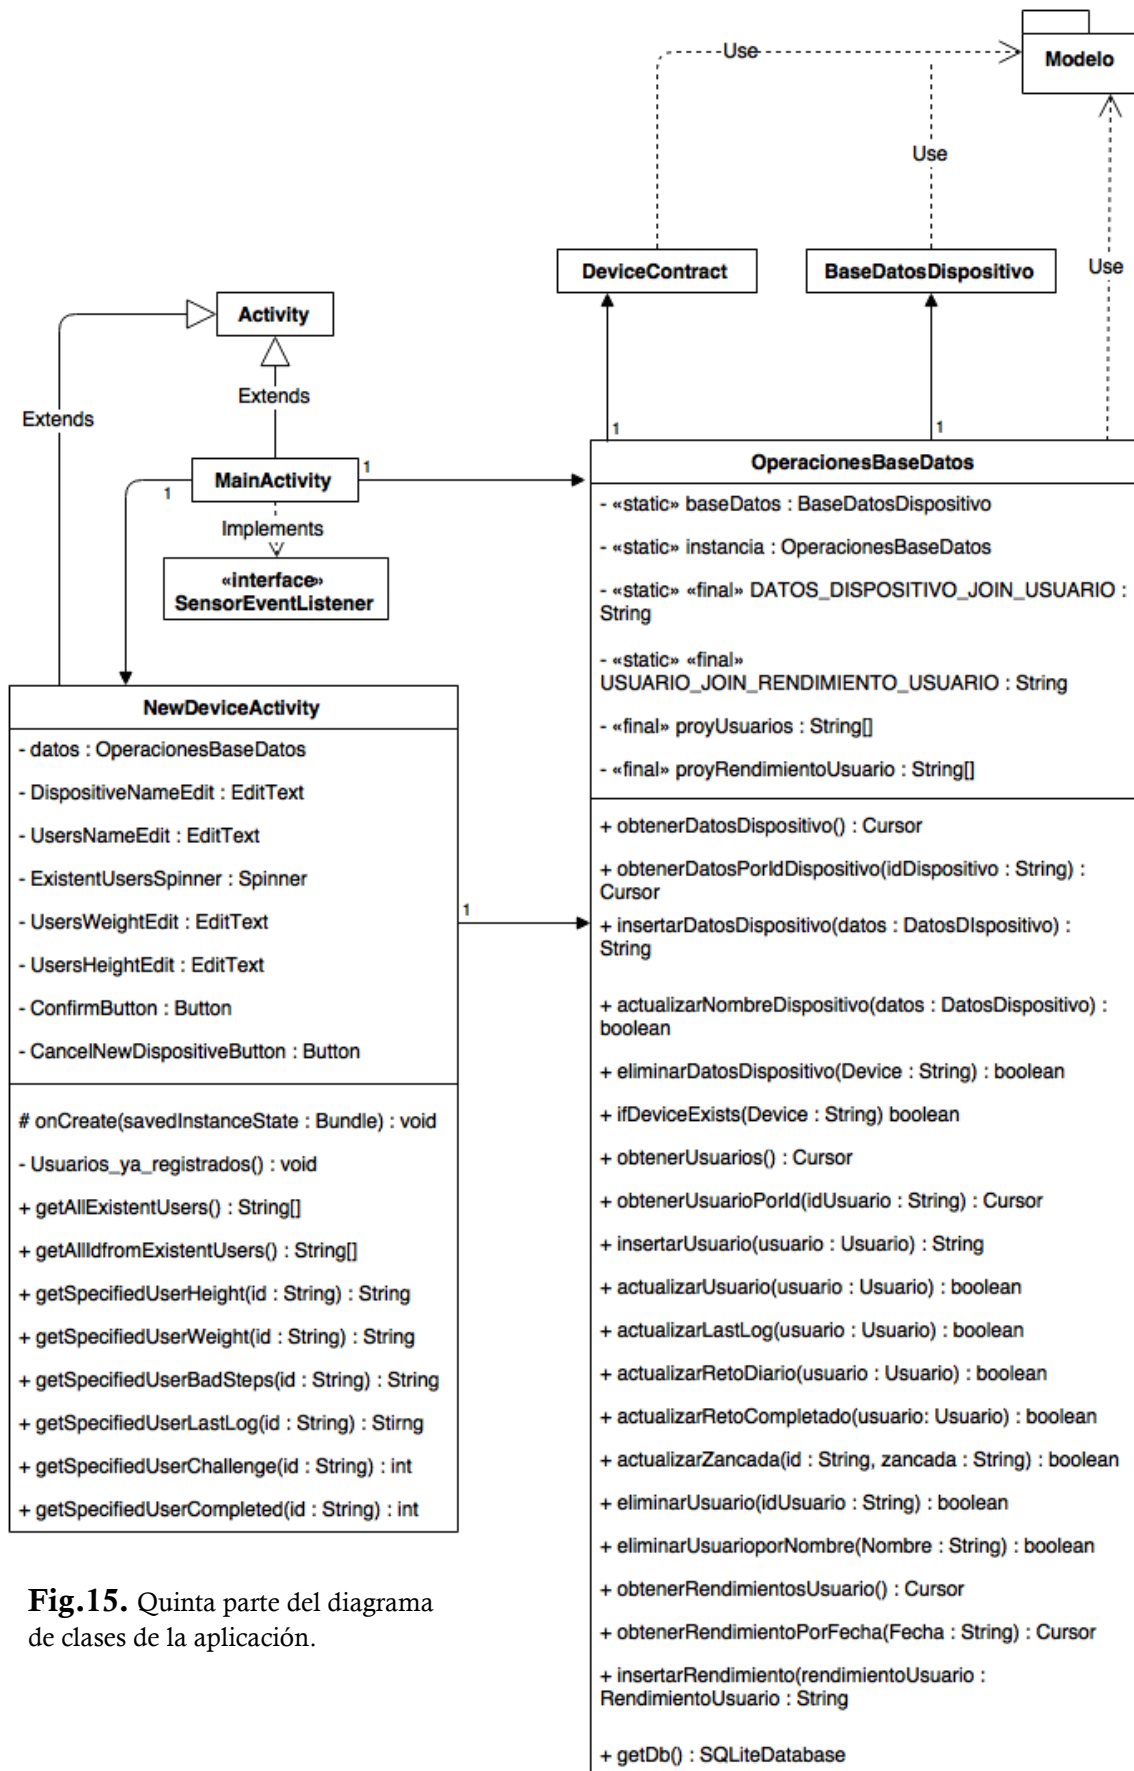 Use
Modelo
Use
DeviceContract
BaseDatosDispositivo
Use
Activity
Extends
Extends
1
1
MainActivity
1
1
Implements
«interface»
SensorEventListener
OperacionesBaseDatos
- «static» baseDatos : BaseDatosDispositivo
- «static» instancia : OperacionesBaseDatos
- «static» «final» DATOS_DISPOSITIVO_JOIN_USUARIO :
String
- «static» «final»
USUARIO_JOIN_RENDIMIENTO_USUARIO : String
- «final» proyUsuarios : String[]
- «final» proyRendimientoUsuario : String[]
+ obtenerDatosDispositivo() : Cursor
+ obtenerDatosPorIdDispositivo(idDispositivo : String) :
Cursor
+ insertarDatosDispositivo(datos : DatosDIspositivo) :
String
+ actualizarNombreDispositivo(datos : DatosDispositivo) :
boolean
+ eliminarDatosDispositivo(Device : String) : boolean
+ ifDeviceExists(Device : String) boolean
+ obtenerUsuarios() : Cursor
+ obtenerUsuarioPorId(idUsuario : String) : Cursor
+ insertarUsuario(usuario : Usuario) : String
+ actualizarUsuario(usuario : Usuario) : boolean
+ actualizarLastLog(usuario : Usuario) : boolean
+ actualizarRetoDiario(usuario : Usuario) : boolean
+ actualizarRetoCompletado(usuario: Usuario) : boolean
+ actualizarZancada(id : String, zancada : String) : boolean
+ eliminarUsuario(idUsuario : String) : boolean
+ eliminarUsuarioporNombre(Nombre : String) : boolean
+ obtenerRendimientosUsuario() : Cursor
+ obtenerRendimientoPorFecha(Fecha : String) : Cursor
+ insertarRendimiento(rendimientoUsuario :
RendimientoUsuario : String
+ getDb() : SQLiteDatabase
NewDeviceActivity
- datos : OperacionesBaseDatos
- DispositiveNameEdit : EditText
- UsersNameEdit : EditText
- ExistentUsersSpinner : Spinner
- UsersWeightEdit : EditText
- UsersHeightEdit : EditText
- ConfirmButton : Button
- CancelNewDispositiveButton : Button
1
# onCreate(savedInstanceState : Bundle) : void
- Usuarios_ya_registrados() : void
+ getAllExistentUsers() : String[]
+ getAllIdfromExistentUsers() : String[]
+ getSpecifiedUserHeight(id : String) : String
+ getSpecifiedUserWeight(id : String) : String
+ getSpecifiedUserBadSteps(id : String) : String
+ getSpecifiedUserLastLog(id : String) : Stirng
+ getSpecifiedUserChallenge(id : String) : int
+ getSpecifiedUserCompleted(id : String) : int
Fig.15. Quinta parte del diagrama
de clases de la aplicación.